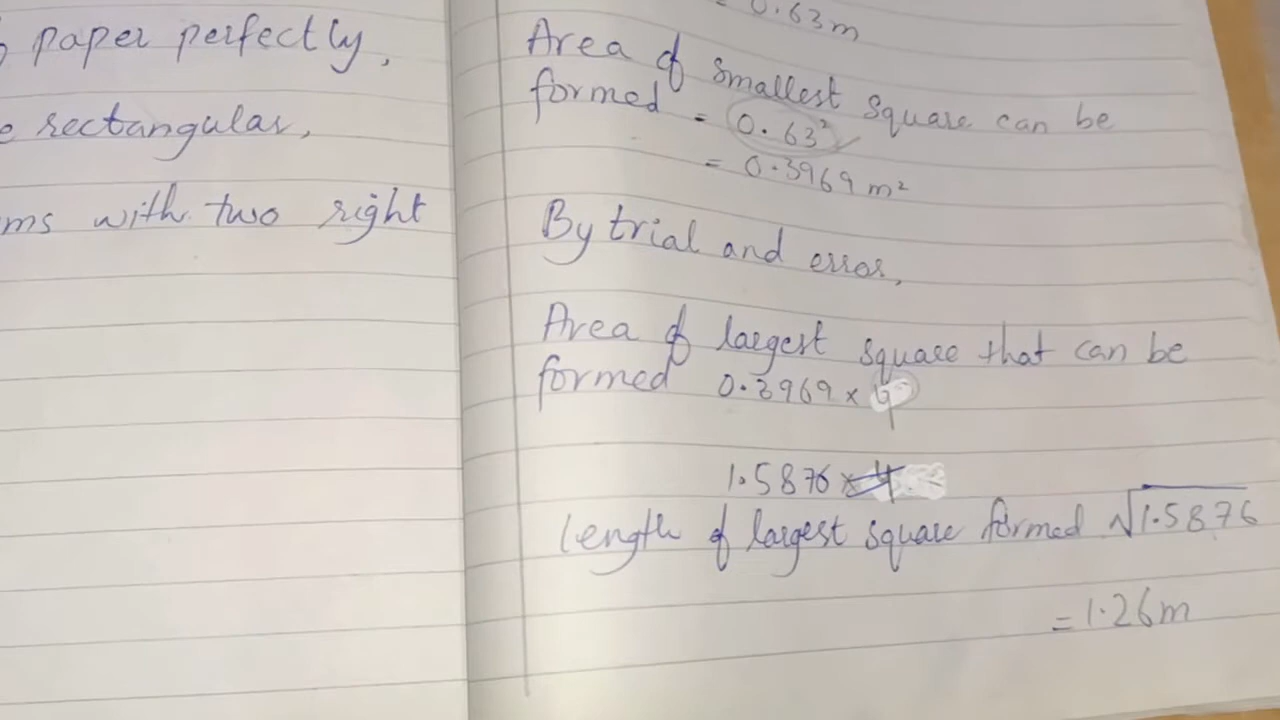 paper perfectly,
rectangular,
ms with two right
0.63m
Area of smallest square can be
formed = 0.63²
= 0.3969 m²
By trial and error,
Area of largest square that can be
formed 0.3969 ×
1.5876 × 4
length of largest square formed √1.5876
= 1.26m